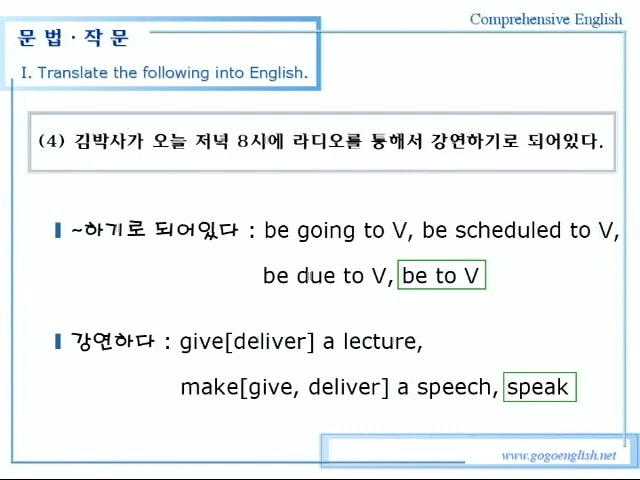 Comprehensive English
문 법 · 작 문
I. Translate the following into English.
(4) 김박사가 오늘 저녁 8시에 라디오를 통해서 강연하기로 되어있다.
~하기로 되어있다 : be going to V, be scheduled to V,
be due to V, be to V
강연하다 : give[deliver] a lecture,
make[give, deliver] a speech, speak
www.gogoenglish.net